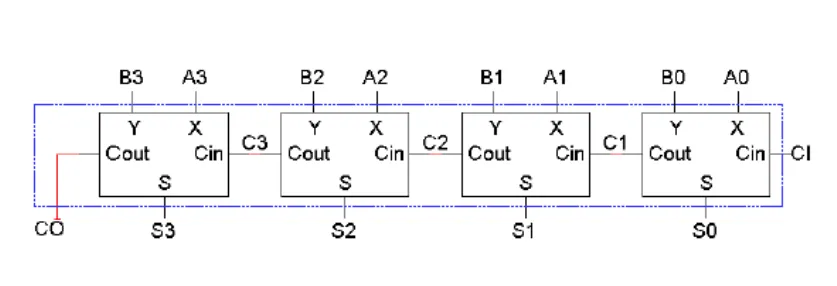 B3 A3 B2 A2 B1 A1 B0 A0
Y X Y X Y X Y X
Cout Cin C3 Cout Cin C2 Cout Cin C1 Cout Cin CI
S S S S
CO S3 S2 S1 S0